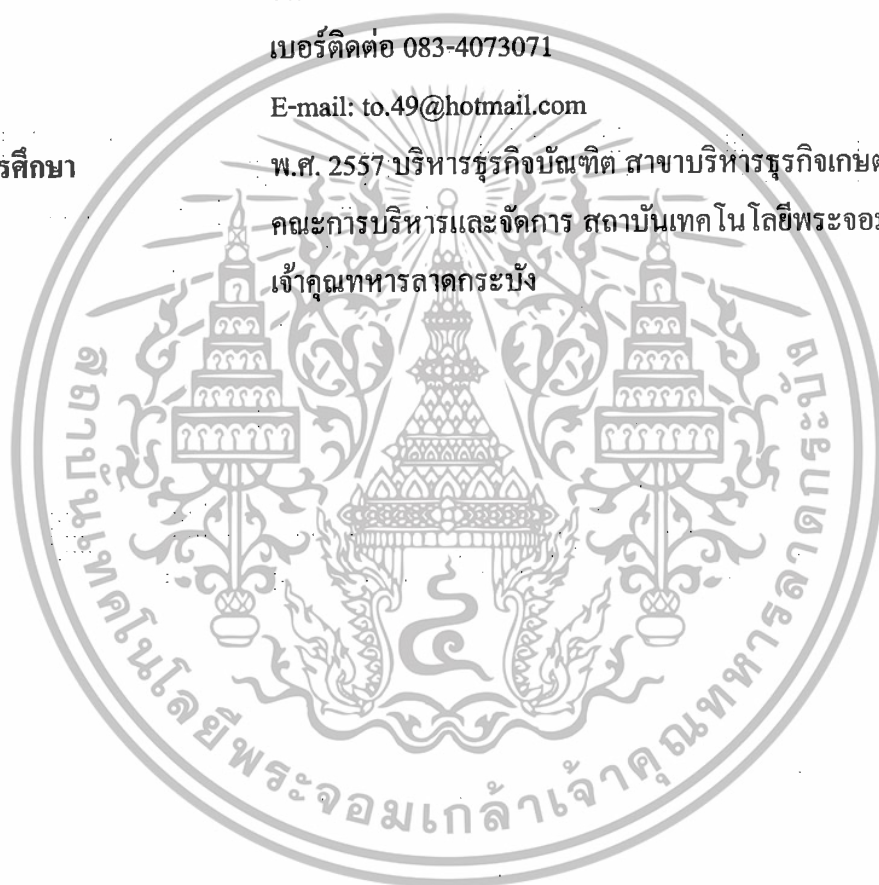 เบอร์ติดต่อ 083-4073071
E-mail: to.49@hotmail.com
รศึกษา พ.ศ. 2557 บริหารธุรกิจบัณฑิต สาขาบริหารธุรกิจเกษต
คณะการบริหารและจัดการ สถาบันเทคโนโลยีพระจอม
เจ้าคุณทหารลาดกระบัง
สถาบันเทคโนโลยีพระจอมเกล้าเจ้าคุณทหารลาดกระบัง